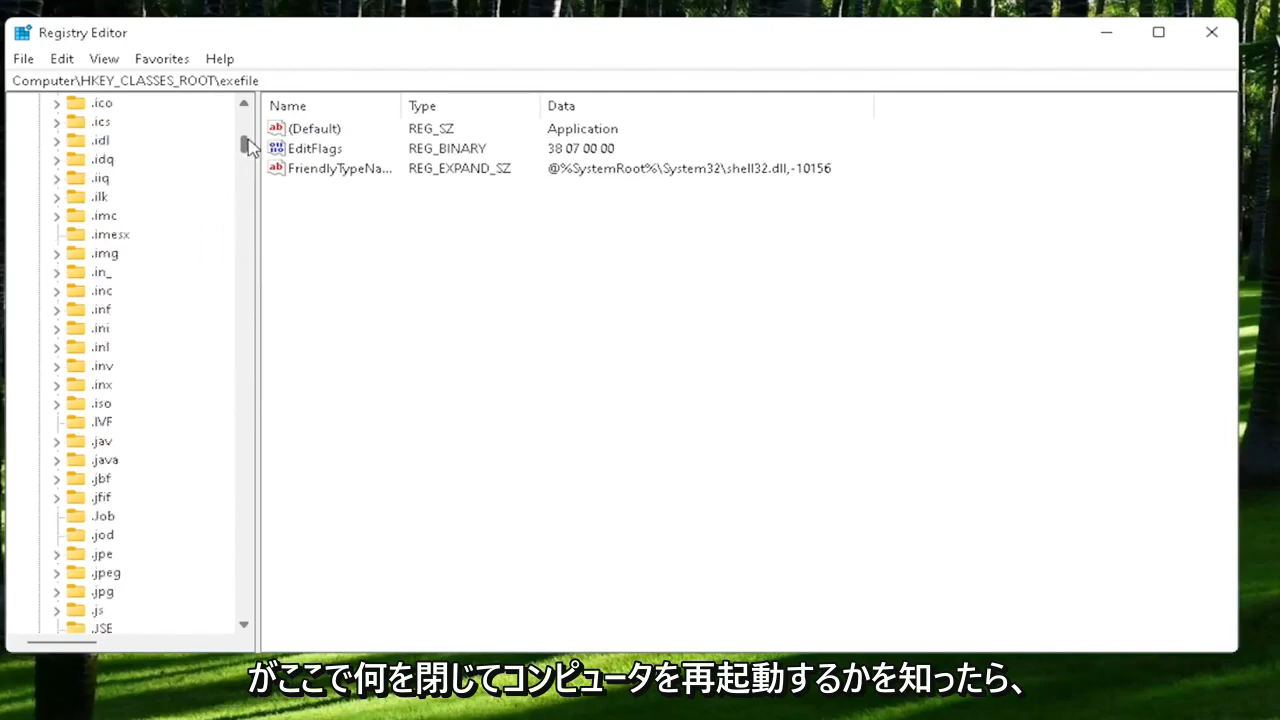 Registry Editor
File Edit View Favorites Help
Computer\HKEY_CLASSES_ROOT\exefile
.ico
.ics
.idl
.idq
.iiq
.ilk
.imc
.imesx
.img
.in_
.inc
.inf
.ini
.inl
.inv
.inx
.iso
.IVF
.jav
.java
.jbf
.jfif
.Job
.jod
.jpe
.jpeg
.jpg
.js
.JSE
Name Type Data
(Default) REG_SZ Application
EditFlags REG_BINARY 38 07 00 00
FriendlyTypeNa... REG_EXPAND_SZ @%SystemRoot%\System32\shell32.dll,-10156
がここで何を閉じてコンピュータを再起動するかを知ったら、